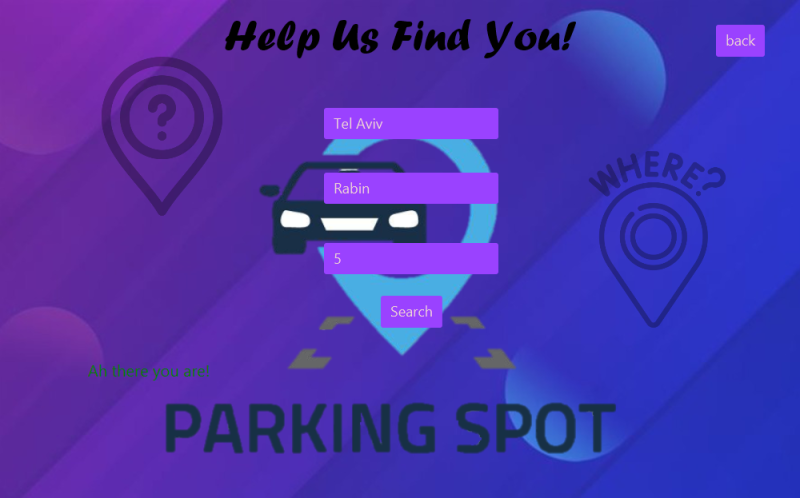 Help Us Find You!
back
Tel Aviv
WHERE?
Rabin
5
Search
Ah there you are!
PARKING SPOT